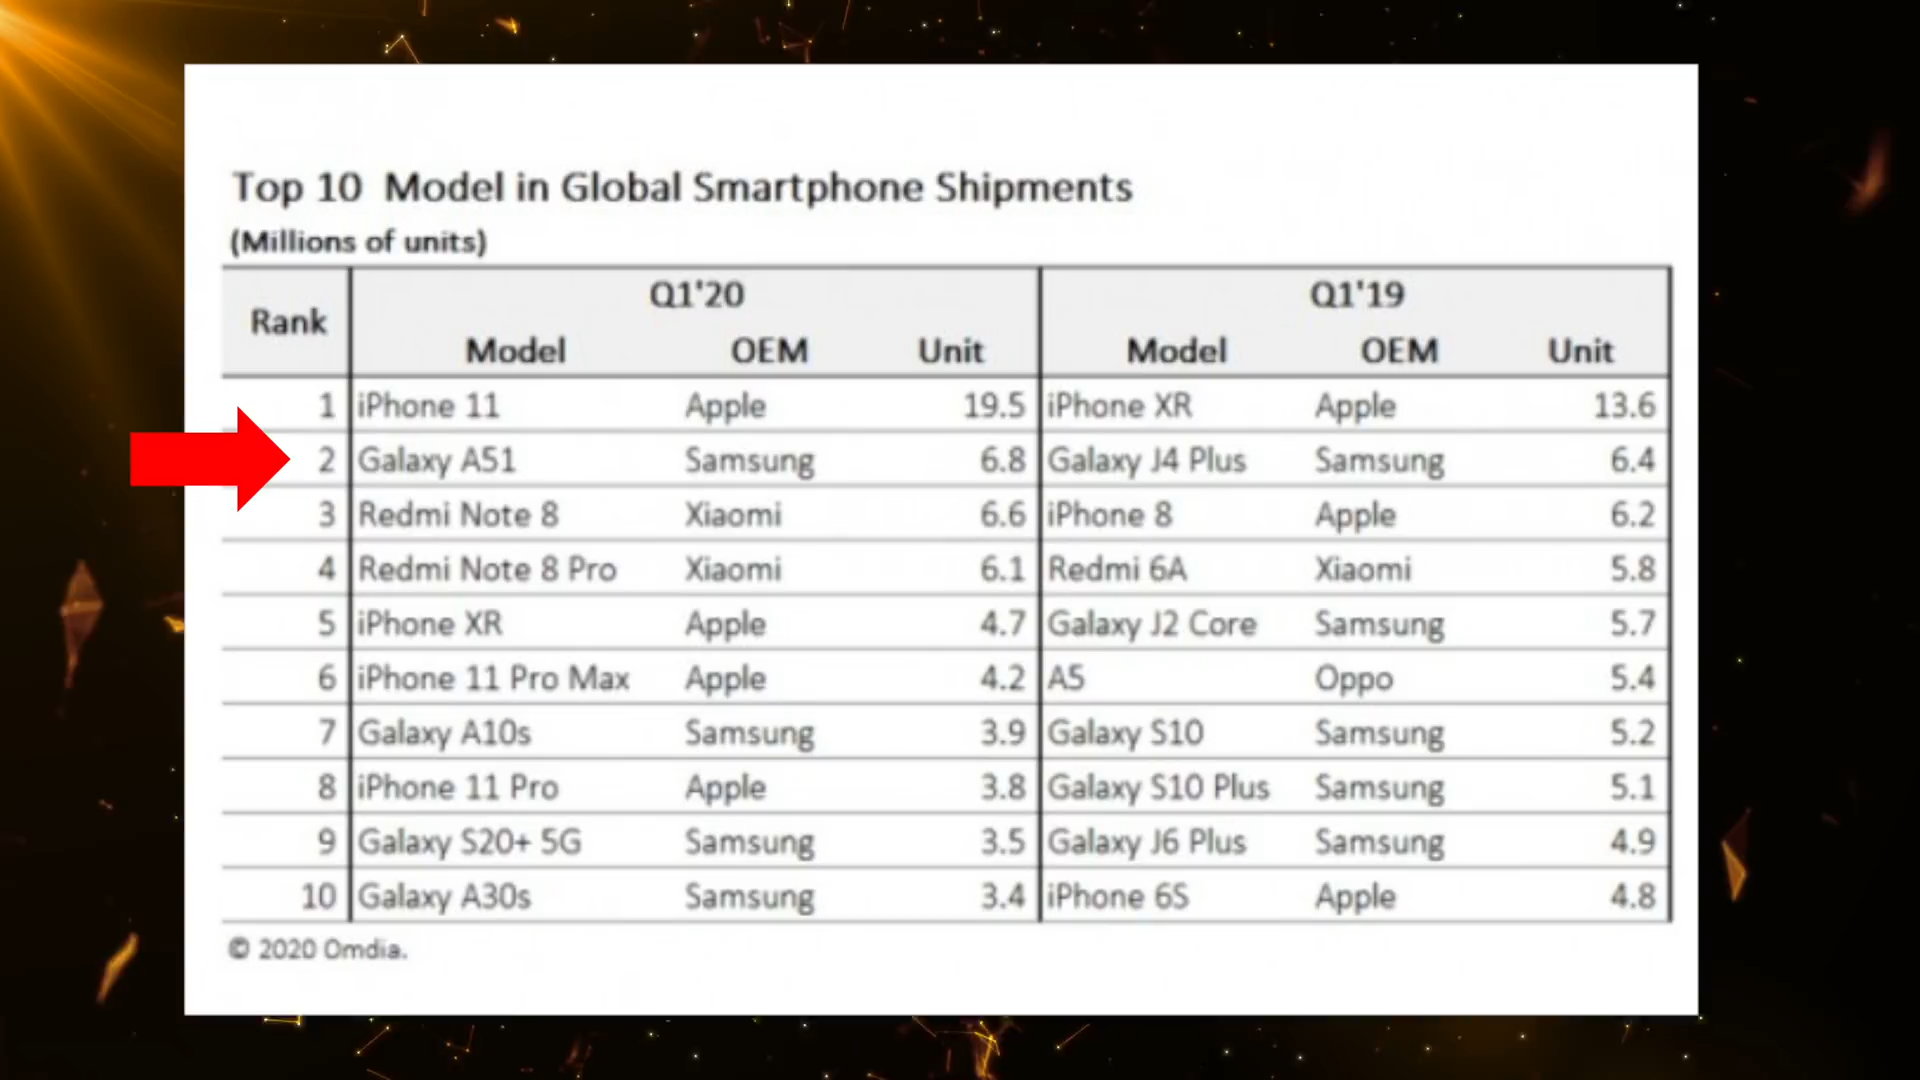 Top 10 Model in Global Smartphone Shipments
(Millions of units)
Rank Q1'20 Q1'19
Model OEM Unit Model OEM Unit
1 iPhone 11 Apple 19.5 iPhone XR Apple 13.6
2 Galaxy A51 Samsung 6.8 Galaxy J4 Plus Samsung 6.4
3 Redmi Note 8 Xiaomi 6.6 iPhone 8 Apple 6.2
4 Redmi Note 8 Pro Xiaomi 6.1 Redmi 6A Xiaomi 5.8
5 iPhone XR Apple 4.7 Galaxy J2 Core Samsung 5.7
6 iPhone 11 Pro Max Apple 4.2 A5 Oppo 5.4
7 Galaxy A10s Samsung 3.9 Galaxy S10 Samsung 5.2
8 iPhone 11 Pro Apple 3.8 Galaxy S10 Plus Samsung 5.1
9 Galaxy S20+ 5G Samsung 3.5 Galaxy J6 Plus Samsung 4.9
10 Galaxy A30s Samsung 3.4 iPhone 6S Apple 4.8
© 2020 Omdia.